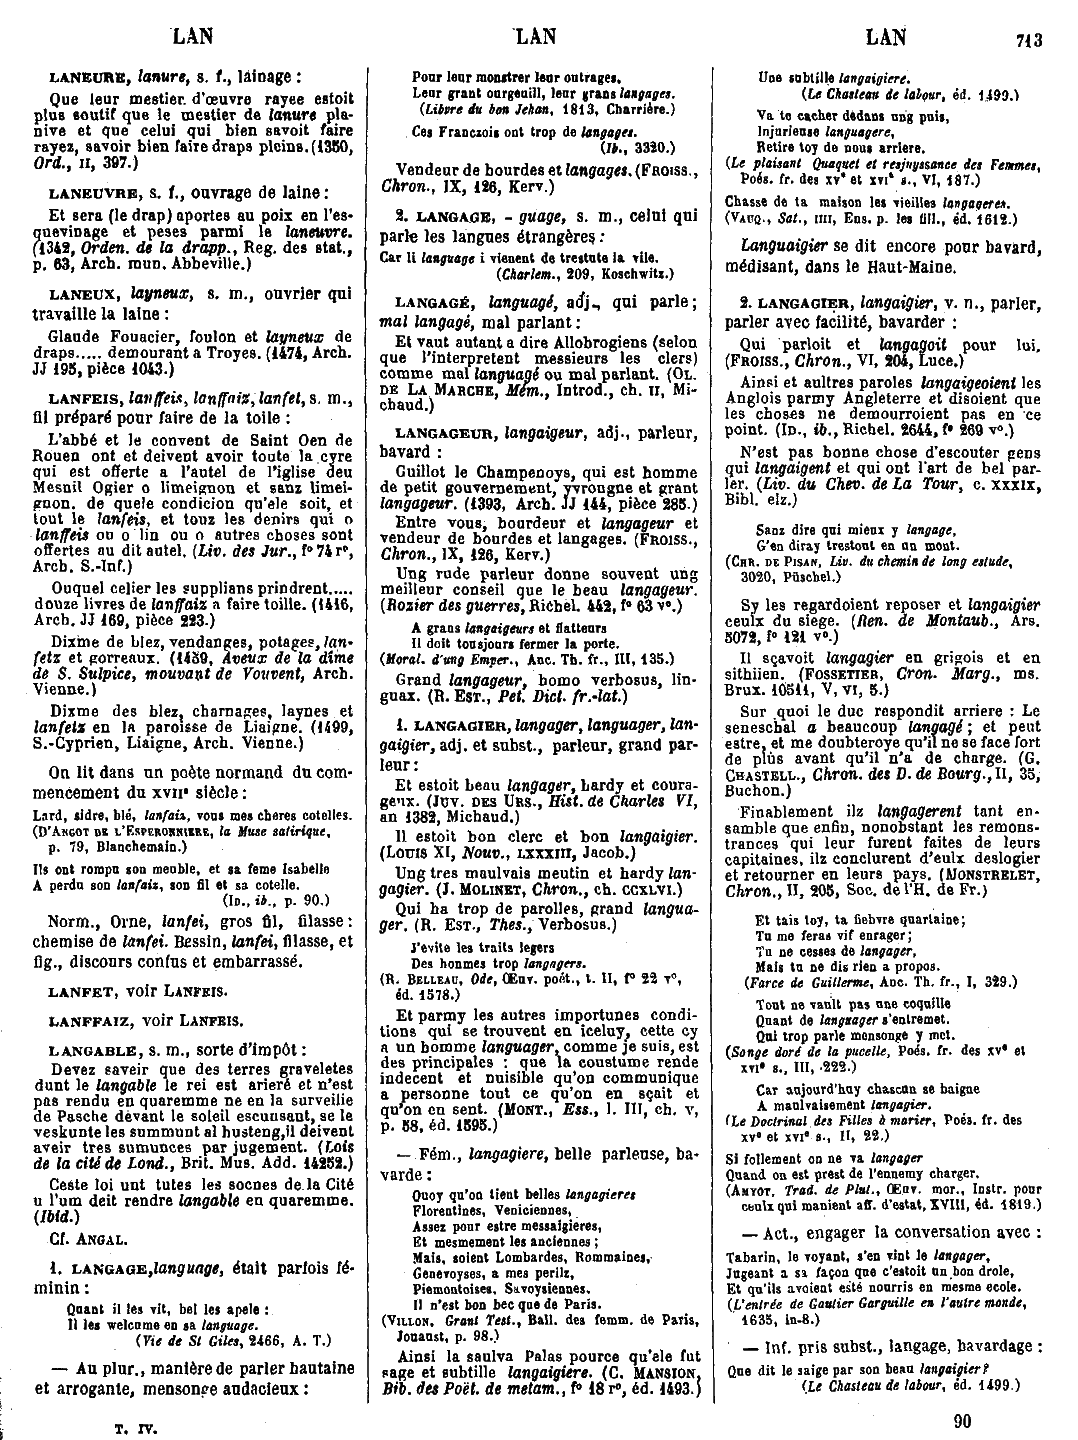 LAN
LAN
LAN
713
LANEURE, lanure, s. f., lainage :
Que leur mestier d'œuvre rayee estoit
plus soutif que le mestier de lanure pla-
nive et que celui qui bien savoit faire
rayez, savoir bien faire draps pleins. (1350,
Ord., II, 397.)
LANEUVRE, s. f., ouvrage de laine :
Et sera (le drap) aportes au poix en l'es-
quevinage et peses parmi le laneuvre.
(1342, Orden. de la drapp., Reg. des stat.,
p. 63, Arch. mun. Abbeville.)
LANEUX, layneux, s. m., ouvrier qui
travaille la laine :
Glaude Fouacier, foulon et layneux de
draps..... demourant a Troyes. (1474, Arch.
JJ 195, pièce 1043.)
LANFEIS, lanffeis, lanffaiz, lanfet, s. m.,
fil préparé pour faire de la toile :
L'abbé et le convent de Saint Oen de
Rouen ont et deivent avoir toute la cyre
qui est offerte a l'autel de l'iglise deu
Mesnil Ogier o limeignon et sanz limei-
gnon, de quele condicion qu'ele soit, et
tout le lanfeis, et touz les denirs qui o
lanffeis ou o lin ou o autres choses sont
offertes au dit autel. (Liv. des Jur., f° 74 r°,
Arch. S.-Inf.)
Ouquel celier les supplians prindrent.....
douze livres de lanffaiz a faire toille. (1416,
Arch. JJ 169, pièce 223.)
Dixme de blez, vendanges, potages, lan-
fetz et gorreaux. (1459, Aveux de la dîme
de S. Sulpice, mouvant de Vouvent, Arch.
Vienne.)
Dixme des blez, charnages, laynes et
lanfeiz en la paroisse de Liaigne. (1499,
S.-Cyprien, Liaigne, Arch. Vienne.)
On lit dans un poète normand du com-
mencement du XVIIe siècle :
Lard, sidre, blé, lanfais, vous mes cheres cotelles.
(D'ANGOT DE L'ESPERONNIERE, la Muse satirique,
p. 79, Blanchemain.)
Ils ont rompu son meuble, et sa feme Isabelle
A perdu son lanfaiz, son fil et sa cotelle.
(ID., ib., p. 90.)
Norm., Orne, lanfei, gros fil, filasse :
chemise de lanfei. Bessin, lanfei, filasse, et
fig., discours confus et embarrassé.
LANFET, voir LANFEIS.
LANFFAIZ, voir LANFEIS.
LANGABLE, s. m., sorte d'impôt :
Devez saveir que des terres graveletes
dunt le langable le rei est arieré et n'est
pas rendu en quaremme ne en la surveilie
de Pasche devant le soleil escunsant, se le
veskunte les summunt al husteng, il deivent
aveir tres sumunces par jugement. (Lois
de la cité de Lond., Brit. Mus. Add. 14252.)
Ceste loi unt tutes les socnes de la Cité
u l'um deit rendre langable en quaremme.
(Ibid.)
Cf. ANGAL.
1. LANGAGE, language, était parfois fé-
minin :
Quant il les vit, bel les apele :
Il les welcume en sa language.
(Vie de St Giles, 2466, A. T.)
— Au plur., manière de parler hautaine
et arrogante, mensonge audacieux :
T. IV.
Pour leur monstrer leur outrages,
Leur grant ourgeuill, leur grans langages.
(Libvre du bon Jehan, 1813, Charrière.)
Ces Franczois ont trop de langages.
(Ib., 3320.)
Vendeur de bourdes et langages. (FROISS.,
Chron., IX, 126, Kerv.)
2. LANGAGE, - guage, s. m., celui qui
parle les langues étrangères :
Car li language i vienent de trestute la vile.
(Charlem., 209, Koschwitz.)
LANGAGÉ, languagé, adj., qui parle ;
mal langagé, mal parlant :
Et vaut autant a dire Allobrogiens (selon
que l'interpretent messieurs les clers)
comme mal languagé ou mal parlant. (OL.
DE LA MARCHE, Mém., Introd., ch. II, Mi-
chaud.)
LANGAGEUR, langaigeur, adj., parleur,
bavard :
Guillot le Champenoys, qui est homme
de petit gouvernement, yvrongne et grant
langageur. (1393, Arch. JJ 144, pièce 285.)
Entre vous, bourdeur et langageur et
vendeur de bourdes et langages. (FROISS.,
Chron., IX, 126, Kerv.)
Ung rude parleur donne souvent ung
meilleur conseil que le beau langageur.
(Rozier des guerres, Richel. 442, f° 63 v°.)
A grans langaigeurs et flatteurs
Il doit tousjours fermer la porte.
(Moral. d'ung Emper., Anc. Th. fr., III, 135.)
Grand langageur, homo verbosus, lin-
guax. (R. EST., Pet. Dict. fr.-lat.)
1. LANGAGIER, langager, languager, lan-
gaigier, adj. et subst., parleur, grand par-
leur :
Et estoit beau langager, hardy et coura-
geux. (JUV. DES URS., Hist. de Charles VI,
an 1382, Michaud.)
Il estoit bon clerc et bon langaigier.
(LOUIS XI, Nouv., LXXXIII, Jacob.)
Ung tres mauvais meutin et hardy lan-
gagier. (J. MOLINET, Chron., ch. CCXLVI.)
Qui ha trop de parolles, grand langua-
ger. (R. EST., Thes., Verbosus.)
J'evite les traits legers
Des hommes trop langagers.
(R. BELLEAU, Ode, Œuv. poét., t. II, f° 22 v°,
éd. 1578.)
Et parmy les autres importunes condi-
tions qui se trouvent en iceluy, cette cy
a un homme languager, comme je suis, est
des principales : que la coustume rende
indecent et nuisible qu'on communique
a personne tout ce qu'on en sçait et
qu'on en sent. (MONT., Ess., l. III, ch. V,
p. 58, éd. 1595.)
— Fém., langagiere, belle parleuse, ba-
varde :
Quoy qu'on tient belles langagieres
Florentines, Veniciennes,
Assez pour estre messaigieres,
Et mesmement les anciennes ;
Mais, soient Lombardes, Rommaines,
Genevoyses, a mes perilz,
Piemontoises, Savoysiennes,
Il n'est bon bec que de Paris.
(VILLON, Grant Test., Ball. des femm. de Paris,
Jouaust, p. 98.)
Ainsi la saulva Palas pource qu'ele fut
sage et subtille langaigiere. (C. MANSION,
Bib. des Poët. de metam., f° 18 r°, éd. 1493.)
Une subtille langaigiere.
(Le Chasteau de labour, éd. 1499.)
Va te cacher dedans ung puis,
Injurieuse languagere,
Retire toy de nous arriere.
(Le plaisant Quaquet et resjuyssance des Femmes,
Poés. fr. des XVe et XVIe s., VI, 187.)
Chasse de ta maison les vieilles langageres.
(VAUQ., Sat., IIII, Ens. p. les fill., éd. 1612.)
Languaigier se dit encore pour bavard,
médisant, dans le Haut-Maine.
2. LANGAGIER, langaigier, v. n., parler,
parler avec facilité, bavarder :
Qui parloit et langagoit pour lui.
(FROISS., Chron., VI, 204, Luce.)
Ainsi et aultres paroles langaigeoient les
Anglois parmy Angleterre et disoient que
les choses ne demourroient pas en ce
point. (ID., ib., Richel. 2644, f° 269 v°.)
N'est pas bonne chose d'escouter gens
qui langaigent et qui ont l'art de bel par-
ler. (Liv. du Chev. de La Tour, c. XXXIX,
Bibl. elz.)
Sanz dire qui mieux y langage,
G'en diray trestout en un mont.
(CHR. DE PISAN, Liv. du chemin de long estude,
3020, Püschel.)
Sy les regardoient reposer et langaigier
ceulx du siege. (Ren. de Montaub., Ars.
5072, f° 121 v°.)
Il sçavoit langagier en grigois et en
sithiien. (FOSSETIER, Cron. Marg., ms.
Brux. 10511, V, VI, 5.)
Sur quoi le duc respondit arriere : Le
seneschal a beaucoup langagé ; et peut
estre, et me doubteroye qu'il ne se face fort
de plus avant qu'il n'a de charge. (G.
CHASTELL., Chron. des D. de Bourg., II, 35,
Buchon.)
Finablement ilz langagerent tant en-
samble que enfin, nonobstant les remons-
trances qui leur furent faites de leurs
capitaines, ilz conclurent d'eulx deslogier
et retourner en leurs pays. (MONSTRELET,
Chron., II, 205, Soc. de l'H. de Fr.)
Et tais toy, ta fiebvre quartaine ;
Tu me feras vif enrager ;
Tu ne cesses de langager,
Mais tu ne dis rien a propos.
(Farce de Guillerme, Anc. Th. fr., I, 329.)
Tout ne vault pas une coquille
Quant de langxager s'entremet.
Qui trop parle mensonge y met.
(Songe doré de la pucelle, Poés. fr. des XVe et
XVIe s., III, 222.)
Car aujourd'huy chascun se baigne
A maulvaisement langagier.
(Le Doctrinal des Filles à marier, Poés. fr. des
XVe et XVIe s., II, 22.)
Si follement on ne va langager
Quand on est prest de l'ennemy charger.
(AMYOT, Trad. de Plut., Œuv. mor., Instr. pour
ceulx qui manient aff. d'estat, XVIII, éd. 1819.)
— Act., engager la conversation avec :
Tabarin, le voyant, s'en vint le langager,
Jugeant a sa façon que c'estoit un bon drole,
Et qu'ils avoient esté nourris en mesme ecole.
(L'entrée de Gautier Garguille en l'autre monde,
1635, in-8.)
— Inf. pris subst., langage, bavardage :
Que dit le saige par son beau langaigier ?
(Le Chasteau de labour, éd. 1499.)
90